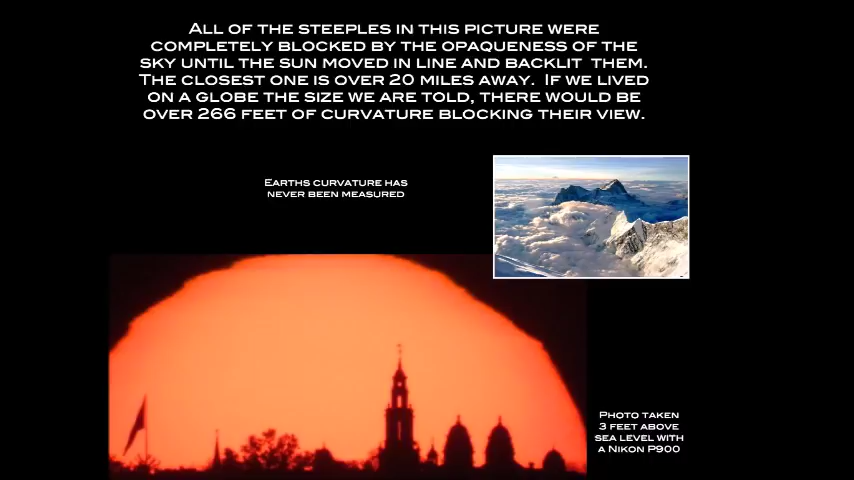 All of the steeples in this picture were
completely blocked by the opaqueness of the
sky until the sun moved in line and backlit them.
The closest one is over 20 miles away. If we lived
on a globe the size we are told, there would be
over 266 feet of curvature blocking their view.
Earths curvature has
never been measured
Photo taken
3 feet above
sea level with
a Nikon P900